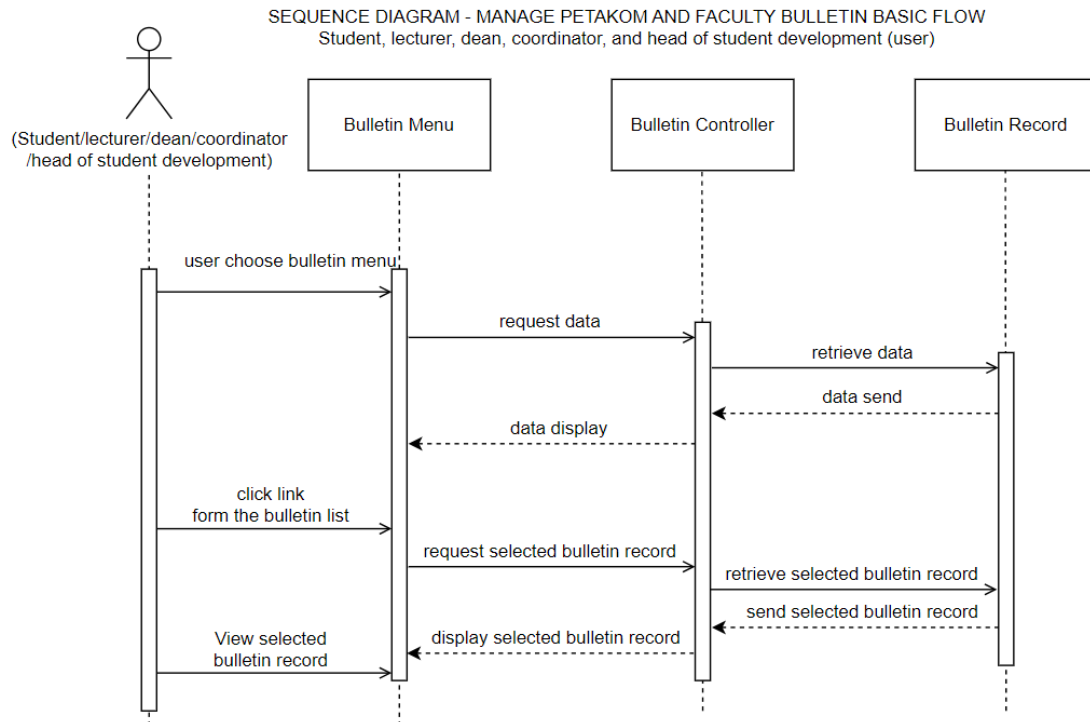 SEQUENCE DIAGRAM - MANAGE PETAKOM AND FACULTY BULLETIN BASIC FLOW
Student, lecturer, dean, coordinator, and head of student development (user)
(Student/lecturer/dean/coordinator
/head of student development)
Bulletin Menu
Bulletin Controller
Bulletin Record
user choose bulletin menu
request data
retrieve data
data send
data display
click link
form the bulletin list
request selected bulletin record
retrieve selected bulletin record
send selected bulletin record
display selected bulletin record
View selected
bulletin record